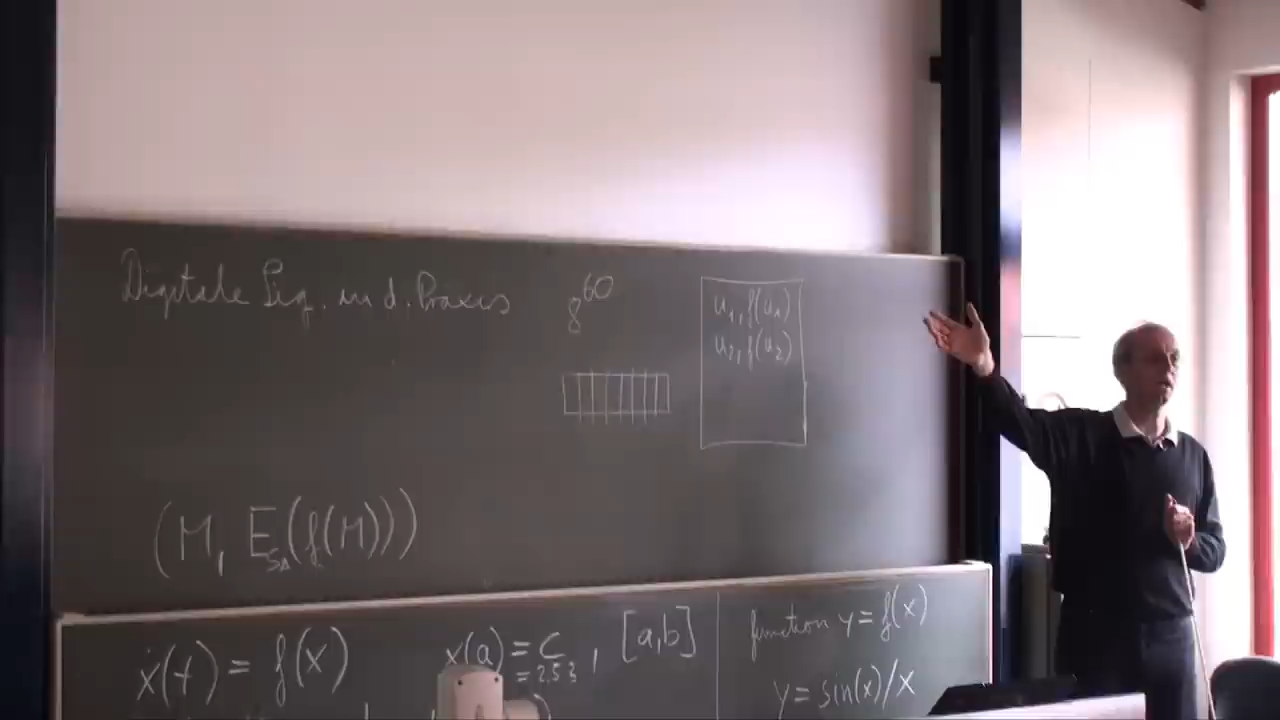 Digitale Sig. in d. Praxis
8^60
u₁, f(u₁)
u₂, f(u₂)
(M, E_SA(f(M)))
ẋ(t) = f(x)
x(a) = c, [a,b]
= 2.53
function y = f(x)
y = sin(x)/x